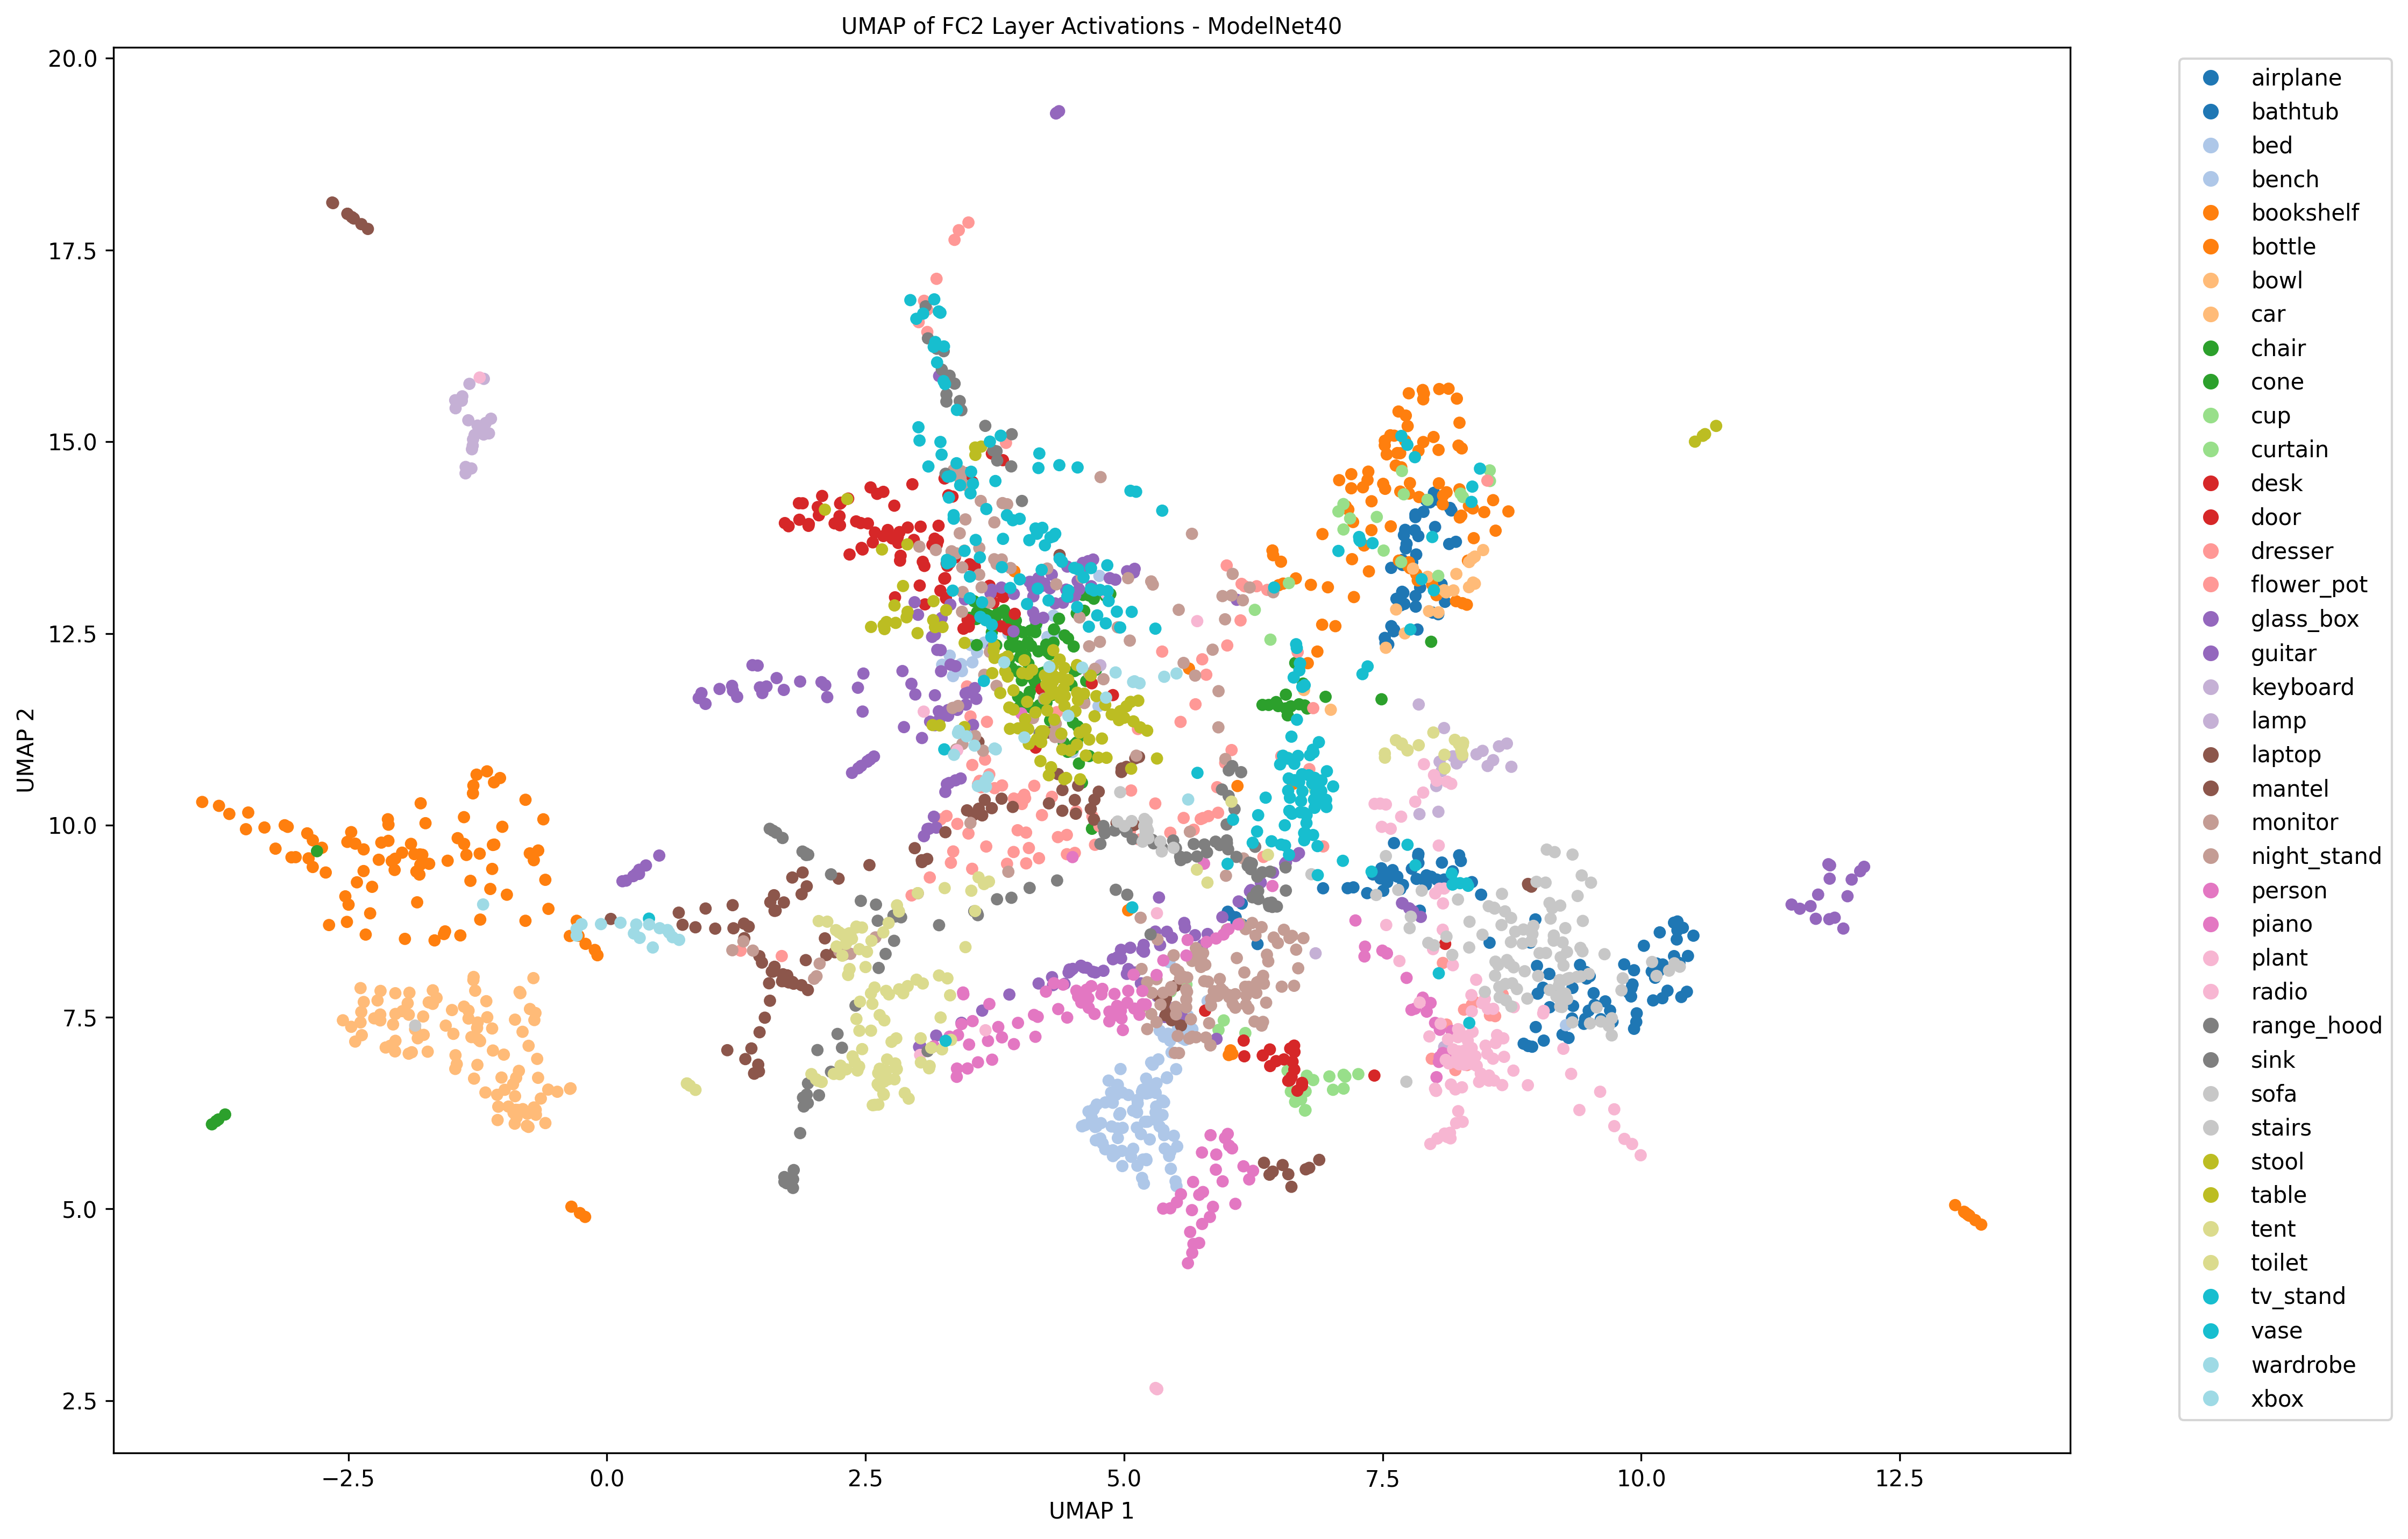 UMAP of FC2 Layer Activations - ModelNet40
20.0
17.5
15.0
12.5
10.0
7.5
5.0
2.5
UMAP 2
−2.5
0.0
2.5
5.0
7.5
10.0
12.5
UMAP 1
airplane
bathtub
bed
bench
bookshelf
bottle
bowl
car
chair
cone
cup
curtain
desk
door
dresser
flower_pot
glass_box
guitar
keyboard
lamp
laptop
mantel
monitor
night_stand
person
piano
plant
radio
range_hood
sink
sofa
stairs
stool
table
tent
toilet
tv_stand
vase
wardrobe
xbox